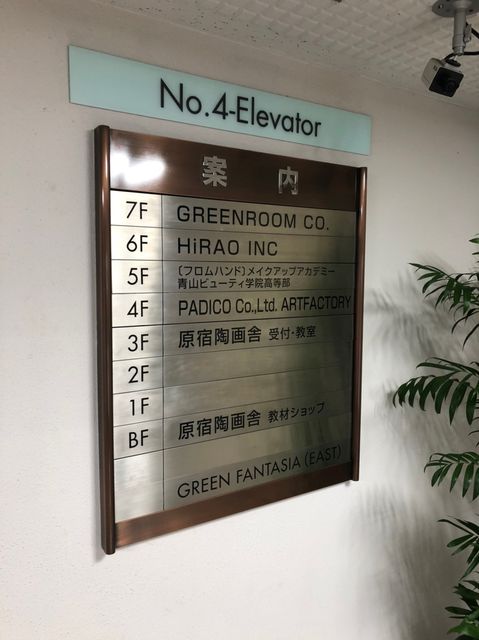 No.4-Elevator
案内
7F GREENROOM CO.
6F HiRAO INC
5F 〔フロムハンド〕メイクアップアカデミー
青山ビューティ学院高等部
4F PADICO Co.,Ltd. ARTFACTORY
3F 原宿陶画舎 受付・教室
2F
1F
BF 原宿陶画舎 教材ショップ
GREEN FANTASIA (EAST)